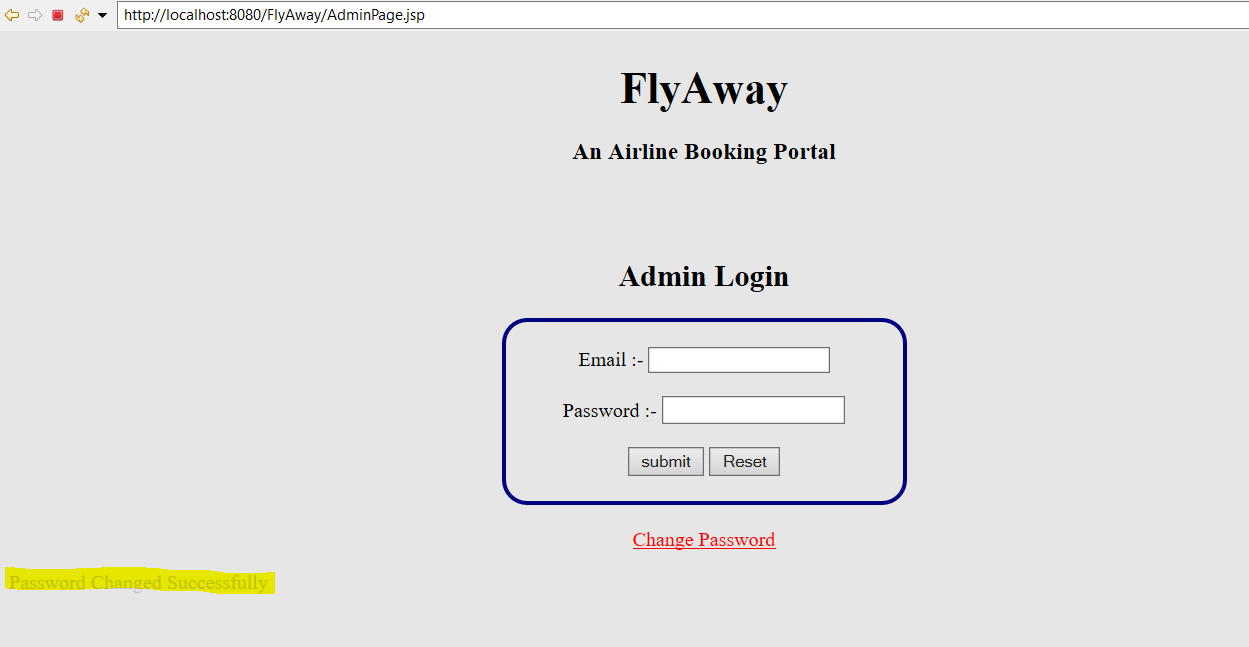 http://localhost:8080/FlyAway/AdminPage.jsp
FlyAway
An Airline Booking Portal
Admin Login
Email :-
Password :-
submit Reset
Change Password
Password Changed Successfully